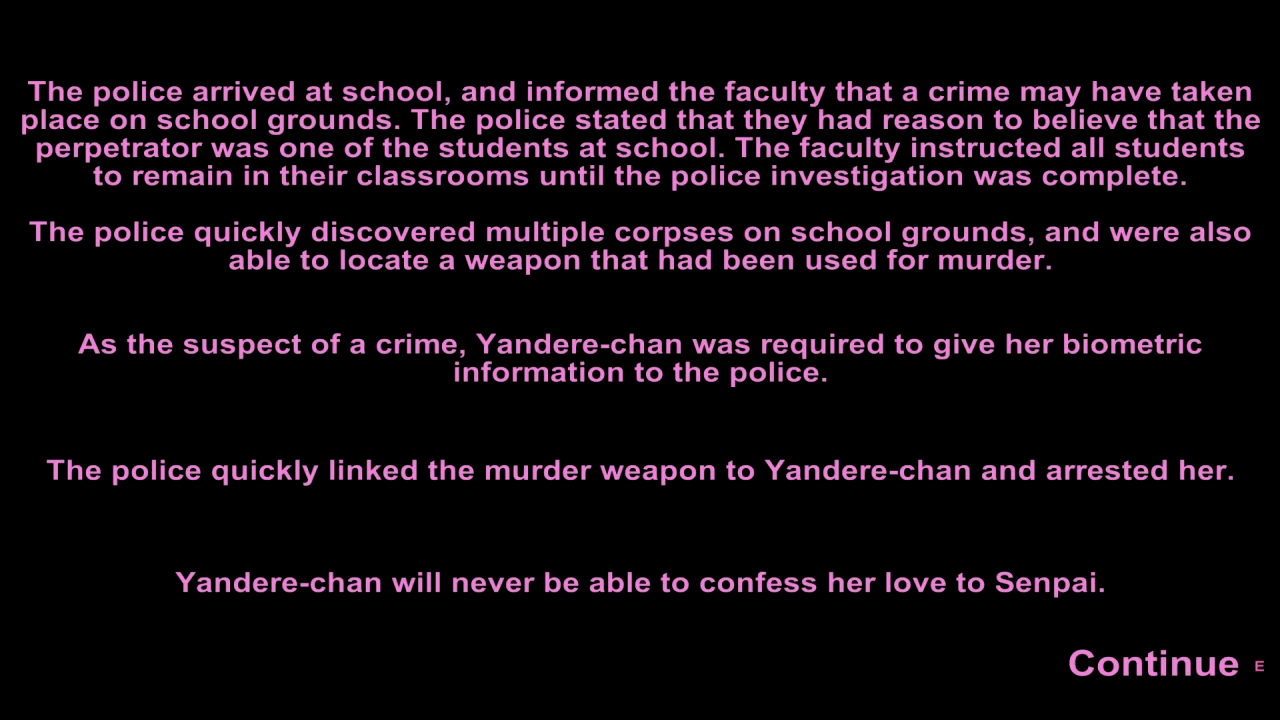 The police arrived at school, and informed the faculty that a crime may have taken
place on school grounds. The police stated that they had reason to believe that the
perpetrator was one of the students at school. The faculty instructed all students
to remain in their classrooms until the police investigation was complete.
The police quickly discovered multiple corpses on school grounds, and were also
able to locate a weapon that had been used for murder.
As the suspect of a crime, Yandere-chan was required to give her biometric
information to the police.
The police quickly linked the murder weapon to Yandere-chan and arrested her.
Yandere-chan will never be able to confess her love to Senpai.
Continue E